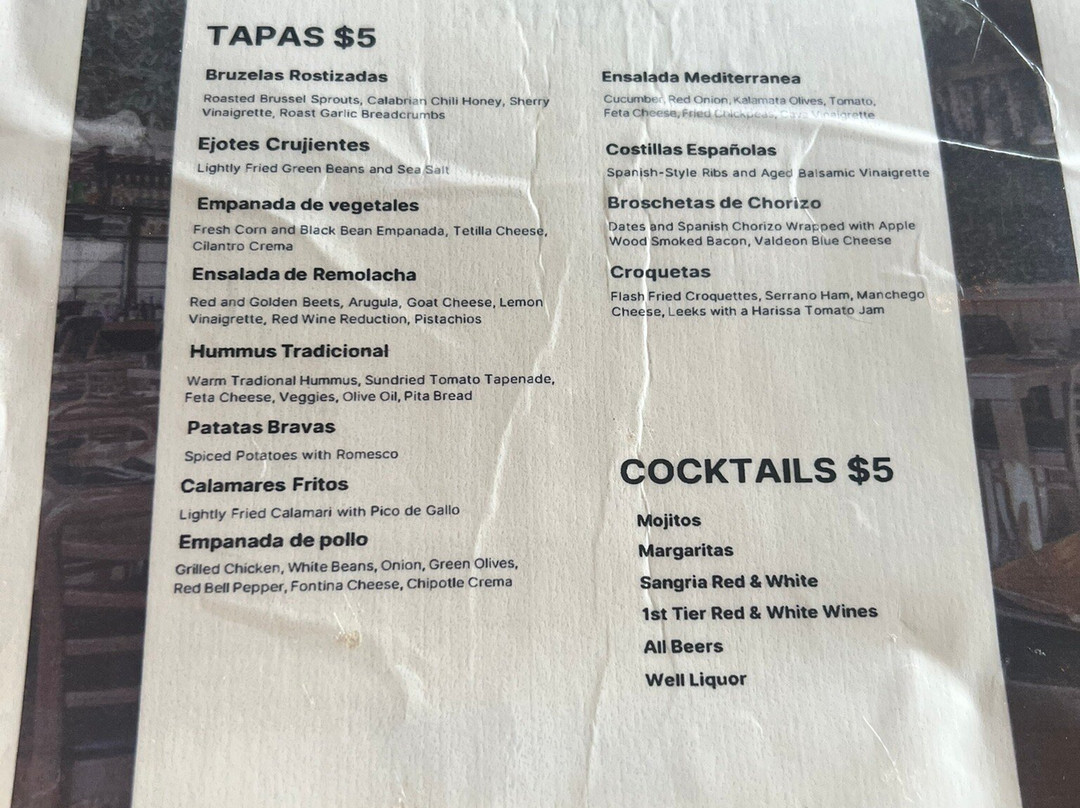 TAPAS $5
Bruzelas Rostizadas
Roasted Brussel Sprouts, Calabrian Chili Honey, Sherry
Vinaigrette, Roast Garlic Breadcrumbs
Ejotes Crujientes
Lightly Fried Green Beans and Sea Salt
Empanada de vegetales
Fresh Corn and Black Bean Empanada, Tetilla Cheese,
Cilantro Crema
Ensalada de Remolacha
Red and Golden Beets, Arugula, Goat Cheese, Lemon
Vinaigrette, Red Wine Reduction, Pistachios
Hummus Tradicional
Warm Tradional Hummus, Sundried Tomato Tapenade,
Feta Cheese, Veggies, Olive Oil, Pita Bread
Patatas Bravas
Spiced Potatoes with Romesco
Calamares Fritos
Lightly Fried Calamari with Pico de Gallo
Empanada de pollo
Grilled Chicken, White Beans, Onion, Green Olives,
Red Bell Pepper, Fontina Cheese, Chipotle Crema
Ensalada Mediterranea
Cucumber, Red Onion, Kalamata Olives, Tomato,
Feta Cheese, Fried Chickpeas, Vinaigrette
Costillas Españolas
Spanish-Style Ribs and Aged Balsamic Vinaigrette
Broschetas de Chorizo
Dates and Spanish Chorizo Wrapped with Apple
Wood Smoked Bacon, Valdeon Blue Cheese
Croquetas
Flash Fried Croquettes, Serrano Ham, Manchego
Cheese, Leeks with a Harissa Tomato Jam
COCKTAILS $5
Mojitos
Margaritas
Sangria Red & White
1st Tier Red & White Wines
All Beers
Well Liquor